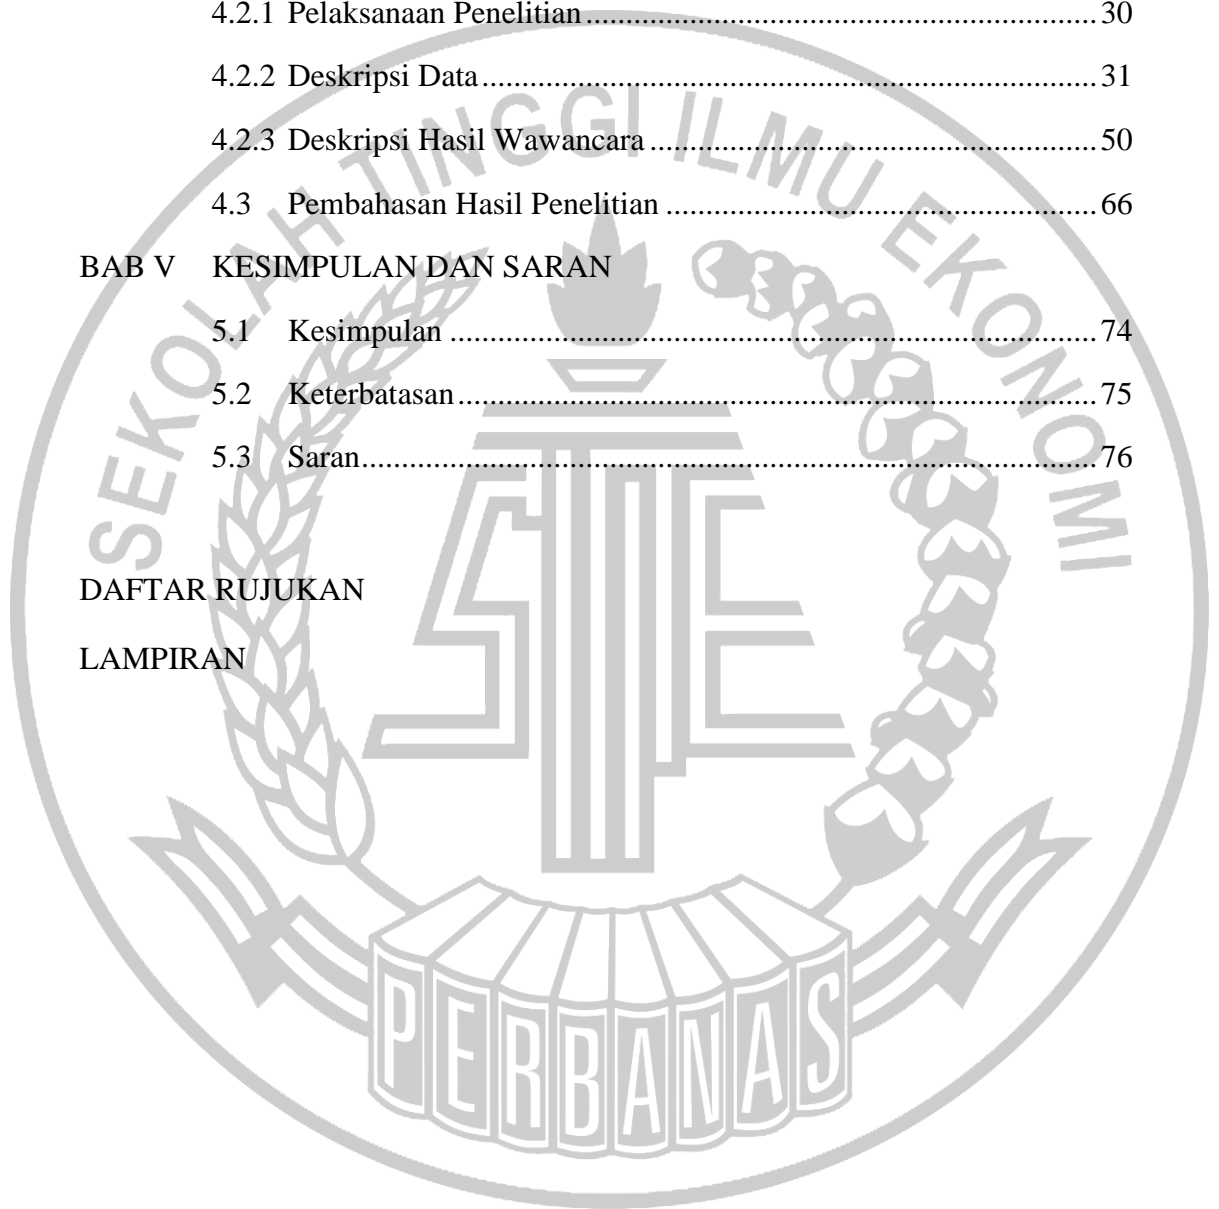 4.2.1 Pelaksanaan Penelitian ................................................................ 30
4.2.2 Deskripsi Data ............................................................................. 31
4.2.3 Deskripsi Hasil Wawancara ........................................................ 50
4.3 Pembahasan Hasil Penelitian ...................................................... 66
BAB V KESIMPULAN DAN SARAN
5.1 Kesimpulan ................................................................................. 74
5.2 Keterbatasan ................................................................................ 75
5.3 Saran ............................................................................................ 76
DAFTAR RUJUKAN
LAMPIRAN
SEKOLAH TINGGI ILMU EKONOMI
STIE
PERBANAS